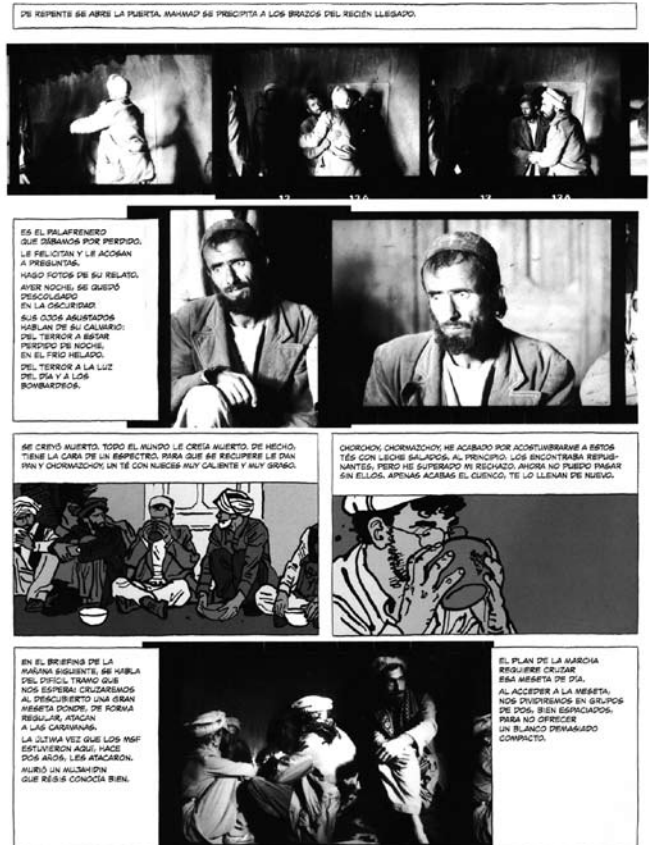 DE REPENTE SE ABRE LA PUERTA. MAHMAD SE PRECIPITA A LOS BRAZOS DEL RECIÉN LLEGADO.
12 12A 13 13A
ES EL PALAFRENERO
QUE DÁBAMOS POR PERDIDO.
LE FELICITAN Y LE ACOSAN
A PREGUNTAS.
HAGO FOTOS DE SU RELATO.
AYER NOCHE, SE QUEDÓ
DESCOLGADO
EN LA OSCURIDAD.
SUS OJOS ASUSTADOS
HABLAN DE SU CALVARIO:
DEL TERROR A ESTAR
PERDIDO DE NOCHE,
EN EL FRÍO HELADO.
DEL TERROR A LA LUZ
DEL DÍA Y A LOS
BOMBARDEOS.
SE CREYÓ MUERTO. TODO EL MUNDO LE CREÍA MUERTO. DE HECHO,
TIENE LA CARA DE UN ESPECTRO. PARA QUE SE RECUPERE LE DAN
PAN Y CHORMAZCHOY, UN TÉ CON NUECES MUY CALIENTE Y MUY GRASO.
CHORCHOY, CHORMAZCHOY, HE ACABADO POR ACOSTUMBRARME A ESTOS
TÉS CON LECHE SALADOS. AL PRINCIPIO, LOS ENCONTRABA REPUG-
NANTES, PERO HE SUPERADO MI RECHAZO. AHORA NO PUEDO PASAR
SIN ELLOS. APENAS ACABAS EL CUENCO, TE LO LLENAN DE NUEVO.
EN EL BRIEFING DE LA
MAÑANA SIGUIENTE, SE HABLA
DEL DIFÍCIL TRAMO QUE
NOS ESPERA: CRUZAREMOS
AL DESCUBIERTO UNA GRAN
MESETA DONDE, DE FORMA
REGULAR, ATACAN
A LAS CARAVANAS.
LA ÚLTIMA VEZ QUE LOS MSF
ESTUVIERON AQUÍ, HACE
DOS AÑOS, LES ATACARON.
MURIÓ UN MUJAHIDIN
QUE RÉGIS CONOCÍA BIEN.
EL PLAN DE LA MARCHA
REQUIERE CRUZAR
ESA MESETA DE DÍA.
AL ACCEDER A LA MESETA,
NOS DIVIDIREMOS EN GRUPOS
DE DOS, BIEN ESPACIADOS,
PARA NO OFRECER
UN BLANCO DEMASIADO
COMPACTO.